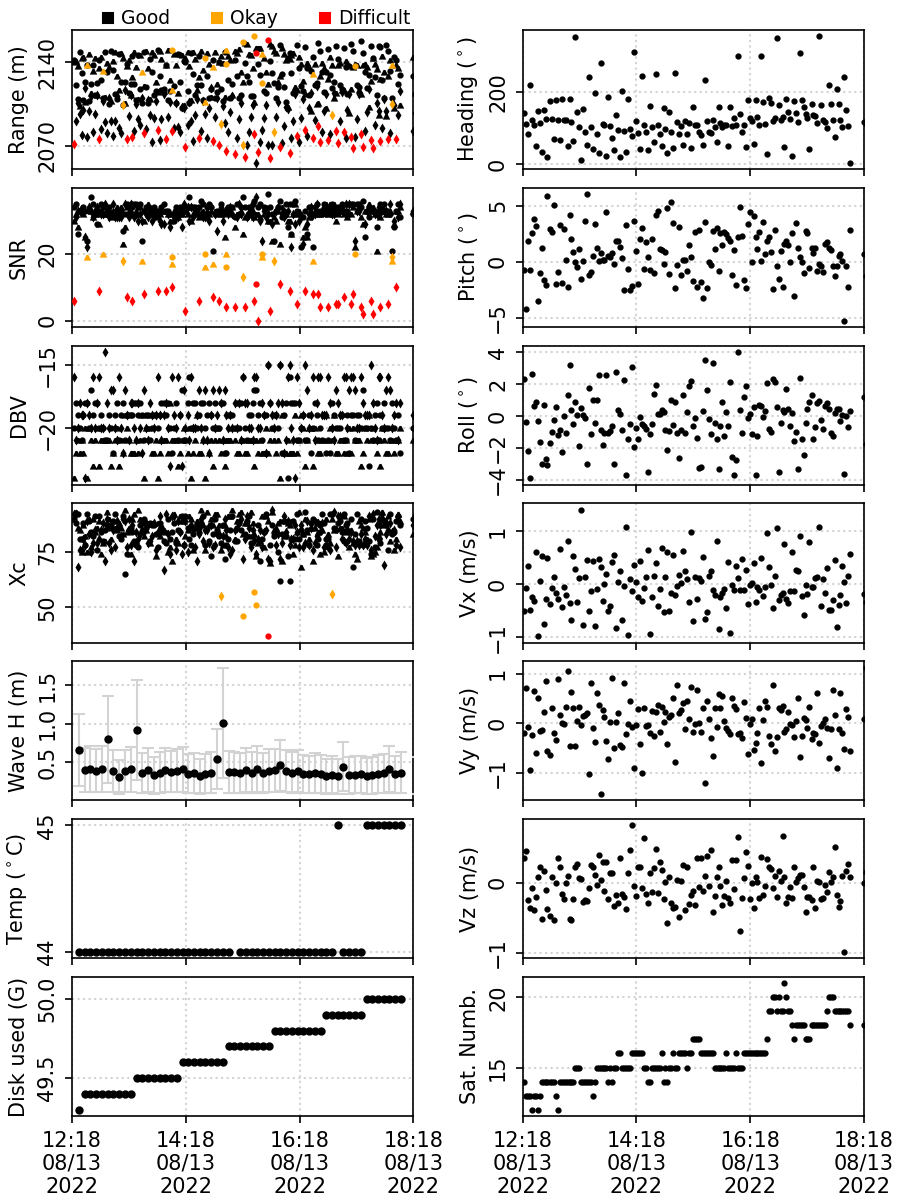 Good Okay Difficult
Range (m)
2140
2070
Heading (°)
200
0
SNR
20
0
Pitch (°)
5
0
−5
DBV
−15
−20
Roll (°)
4
2
0
−2
−4
Xc
75
50
Vx (m/s)
1
0
−1
Wave H (m)
1.5
1.0
0.5
Vy (m/s)
1
0
−1
Temp (°C)
45
44
Vz (m/s)
0
−1
Disk used (G)
50.0
49.5
Sat. Numb.
20
15
12:18 14:18 16:18 18:18 12:18 14:18 16:18 18:18
08/13 08/13 08/13 08/13 08/13 08/13 08/13 08/13
2022 2022 2022 2022 2022 2022 2022 2022